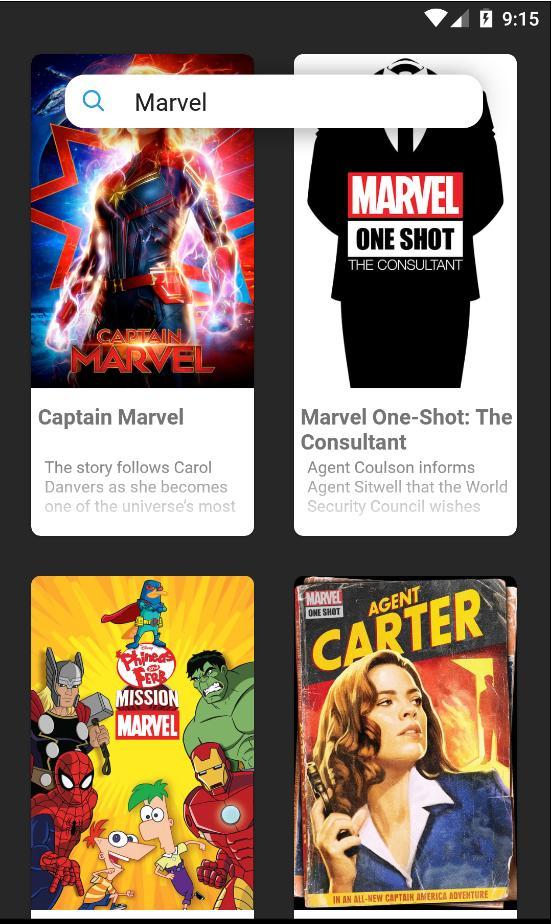 9:15
Marvel
CAPTAIN
MARVEL
MARVEL
ONE SHOT
THE CONSULTANT
Captain Marvel
The story follows Carol
Danvers as she becomes
one of the universe's most
Marvel One-Shot: The
Consultant
Agent Coulson informs
Agent Sitwell that the World
Security Council wishes
Disney
Phineas
and
FERB
MISSION
MARVEL
MARVEL
ONE SHOT
AGENT
CARTER
IN AN ALL-NEW CAPTAIN AMERICA ADVENTURE